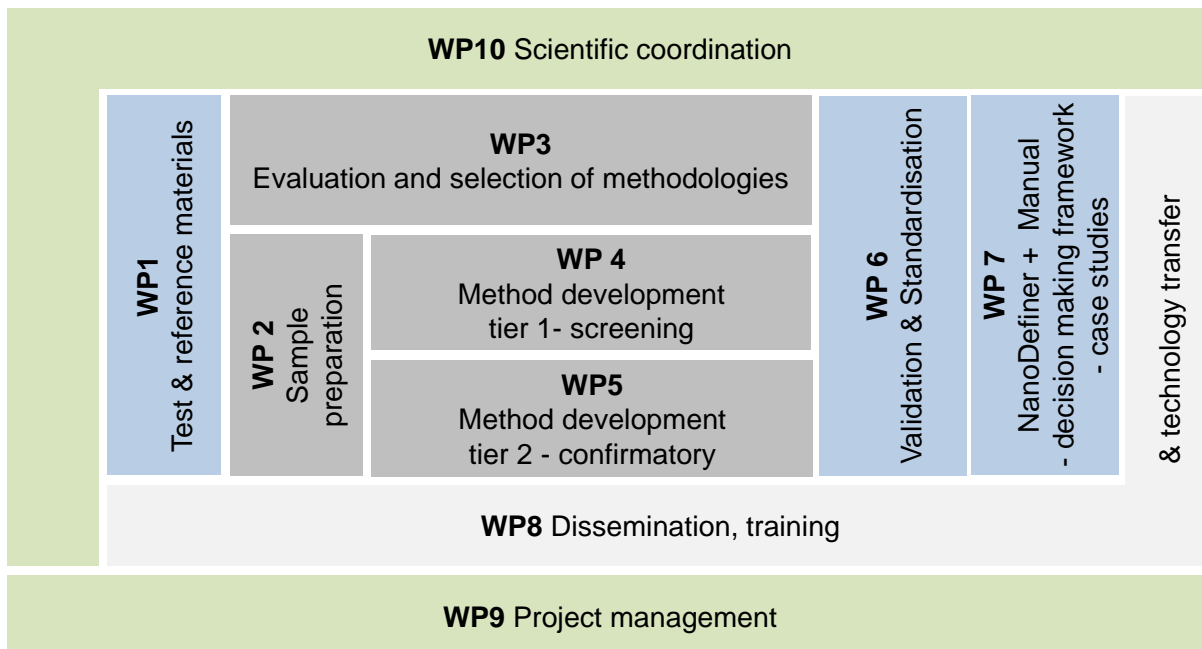 WP10 Scientific coordination
WP1
Test & reference materials
WP3
Evaluation and selection of methodologies
WP 2
Sample
preparation
WP 4
Method development
tier 1- screening
WP5
Method development
tier 2 - confirmatory
WP 6
Validation & Standardisation
WP 7
NanoDefiner + Manual
- decision making framework
- case studies
WP8 Dissemination, training
& technology transfer
WP9 Project management